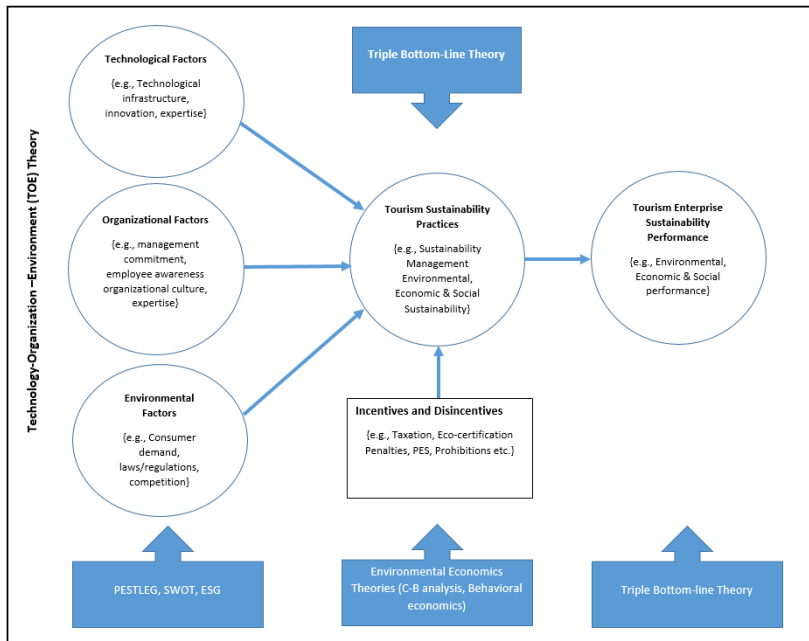 Technology-Organization –Environment (TOE) Theory
Technological Factors
{e.g., Technological
infrastructure,
innovation, expertise}
Organizational Factors
{e.g., management
commitment,
employee awareness
organizational culture,
expertise}
Environmental
Factors
{e.g., Consumer
demand,
laws/regulations,
competition}
PESTLEG, SWOT, ESG
Triple Bottom-Line Theory
Tourism Sustainability
Practices
{e.g., Sustainability
Management
Environmental,
Economic & Social
Sustainability}
Incentives and Disincentives
{e.g., Taxation, Eco-certification
Penalties, PES, Prohibitions etc.}
Environmental Economics
Theories (C-B analysis, Behavioral
economics)
Tourism Enterprise
Sustainability
Performance
{e.g., Environmental,
Economic & Social
performance}
Triple Bottom-line Theory